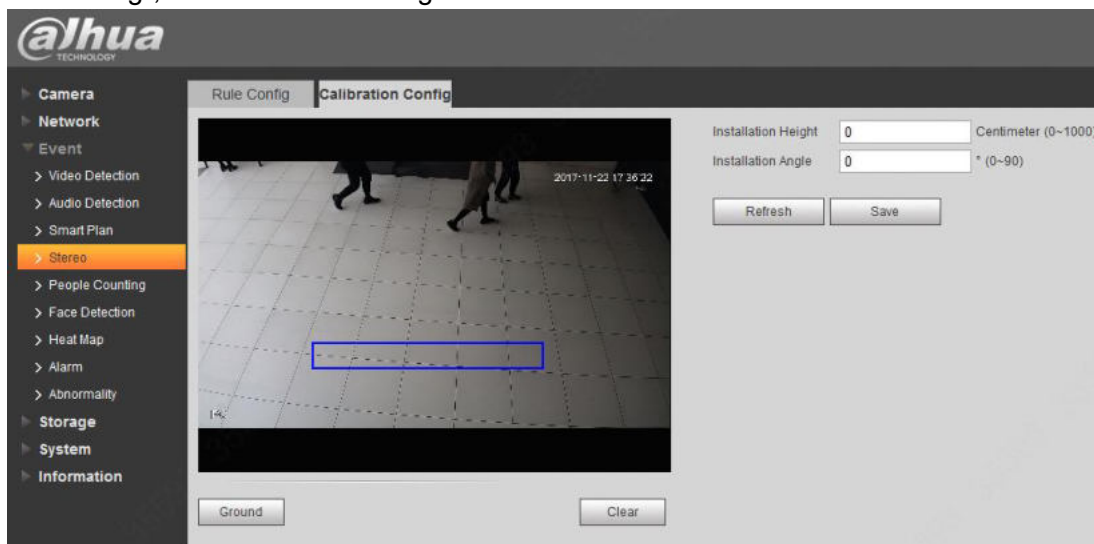 alhua
TECHNOLOGY
Camera
Network
Event
Video Detection
Audio Detection
Smart Plan
Stereo
People Counting
Face Detection
Heat Map
Alarm
Abnormality
Storage
System
Information
Rule Config
Calibration Config
2017-11-22 17 36 22
Installation Height 0 Centimeter (0~1000)
Installation Angle 0 * (0~90)
Refresh Save
Ground Clear